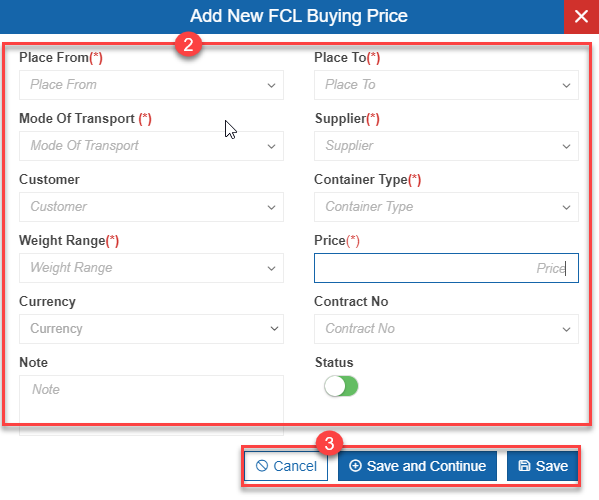 Add New FCL Buying Price
2
Place From(*) Place To(*)
Place From Place To
Mode Of Transport (*) Supplier(*)
Mode Of Transport Supplier
Customer Container Type(*)
Customer Container Type
Weight Range(*) Price(*)
Weight Range Price
Currency Contract No
Currency Contract No
Note Status
Note
3
Cancel Save and Continue Save